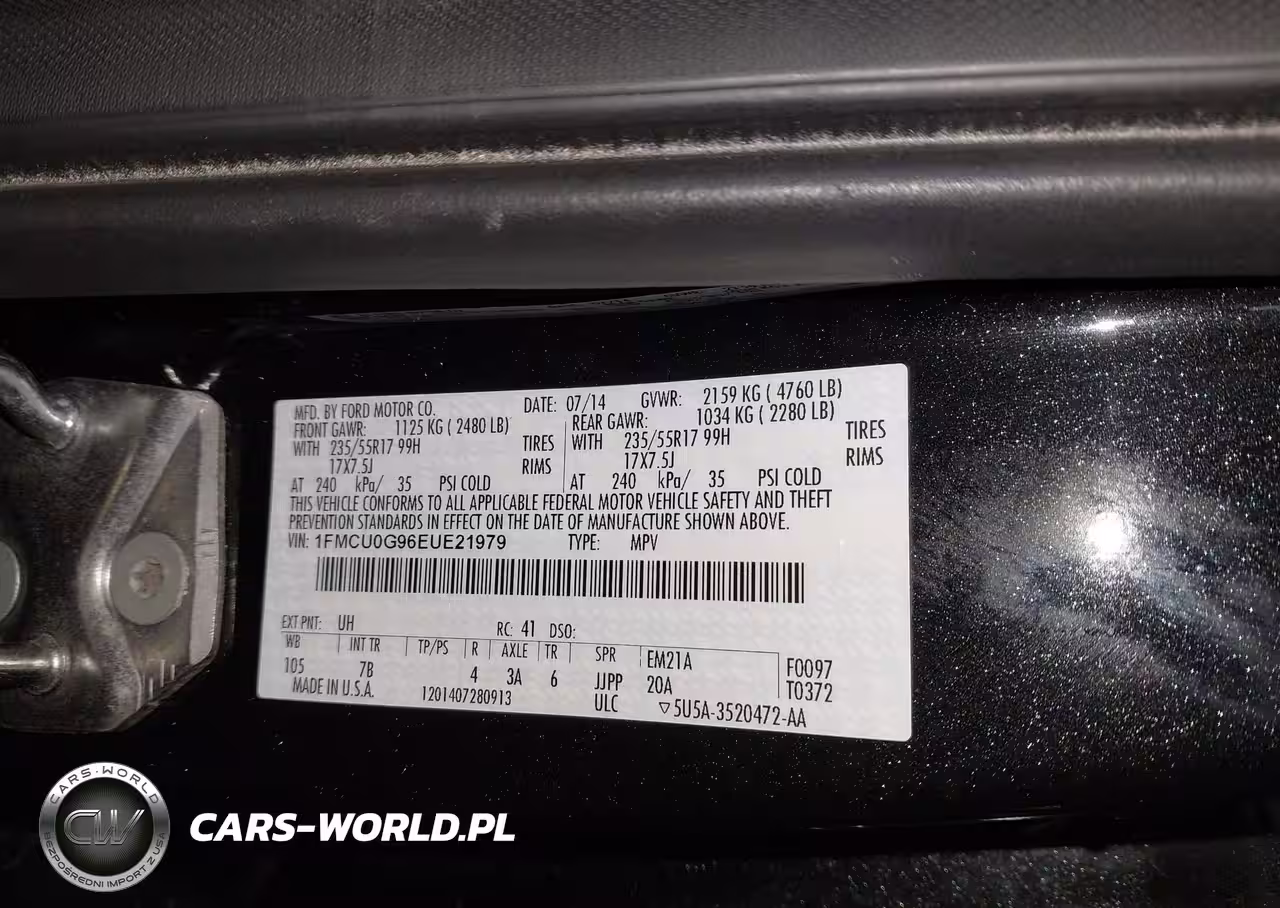 MFD. BY FORD MOTOR CO. DATE: 07/14 GVWR: 2159 KG ( 4760 LB)
FRONT GAWR: 1125 KG ( 2480 LB) REAR GAWR: 1034 KG ( 2280 LB)
WITH 235/55R17 99H TIRES WITH 235/55R17 99H TIRES
17X7.5J RIMS 17X7.5J RIMS
AT 240 kPa/ 35 PSI COLD AT 240 kPa/ 35 PSI COLD
THIS VEHICLE CONFORMS TO ALL APPLICABLE FEDERAL MOTOR VEHICLE SAFETY AND THEFT
PREVENTION STANDARDS IN EFFECT ON THE DATE OF MANUFACTURE SHOWN ABOVE.
VIN: 1FMCU0G96EUE21979 TYPE: MPV
EXT PNT: UH RC: 41 DSO:
WB INT TR TP/PS R AXLE TR SPR EM21A F0097
105 7B 4 3A 6 JJPP 20A T0372
MADE IN U.S.A. 1201407280913 ULC ▽5U5A-3520472-AA
CARS-WORLD
CW
BEZPOŚREDNI IMPORT Z USA
CARS-WORLD.PL